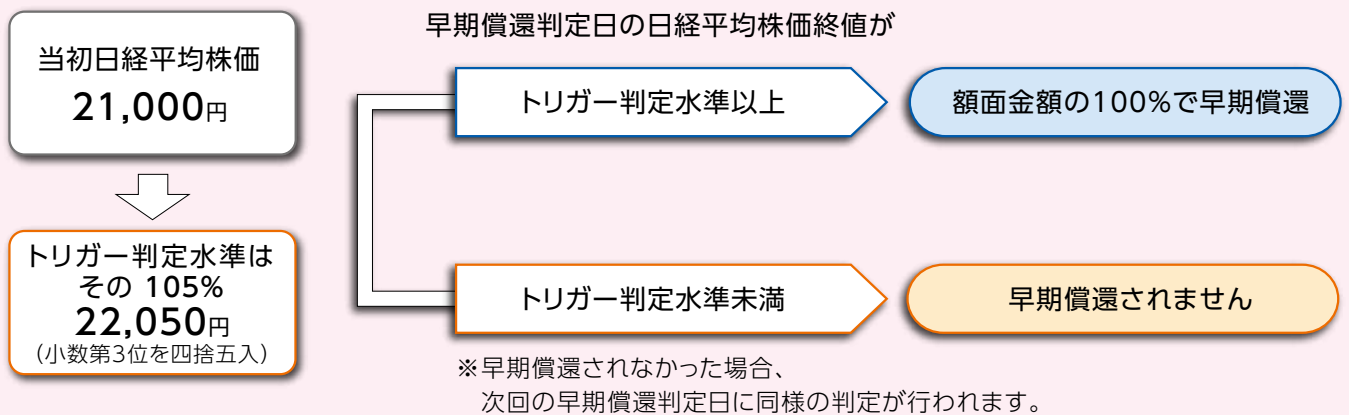 当初日経平均株価
21,000円
トリガー判定水準は
その 105%
22,050円
(小数第3位を四捨五入)
早期償還判定日の日経平均株価終値が
トリガー判定水準以上
額面金額の100%で早期償還
トリガー判定水準未満
早期償還されません
※早期償還されなかった場合、
次回の早期償還判定日に同様の判定が行われます。